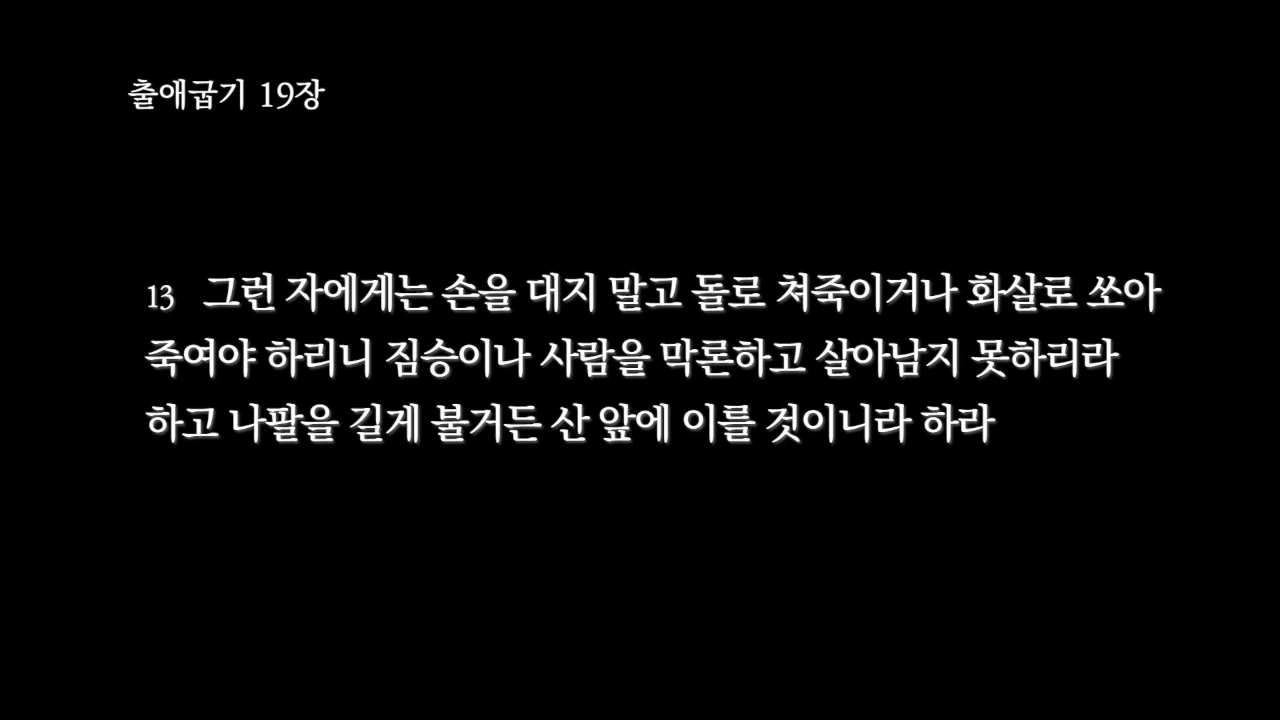 출애굽기 19장
13 그런 자에게는 손을 대지 말고 돌로 쳐죽이거나 화살로 쏘아
죽여야 하리니 짐승이나 사람을 막론하고 살아남지 못하리라
하고 나팔을 길게 불거든 산 앞에 이를 것이니라 하라